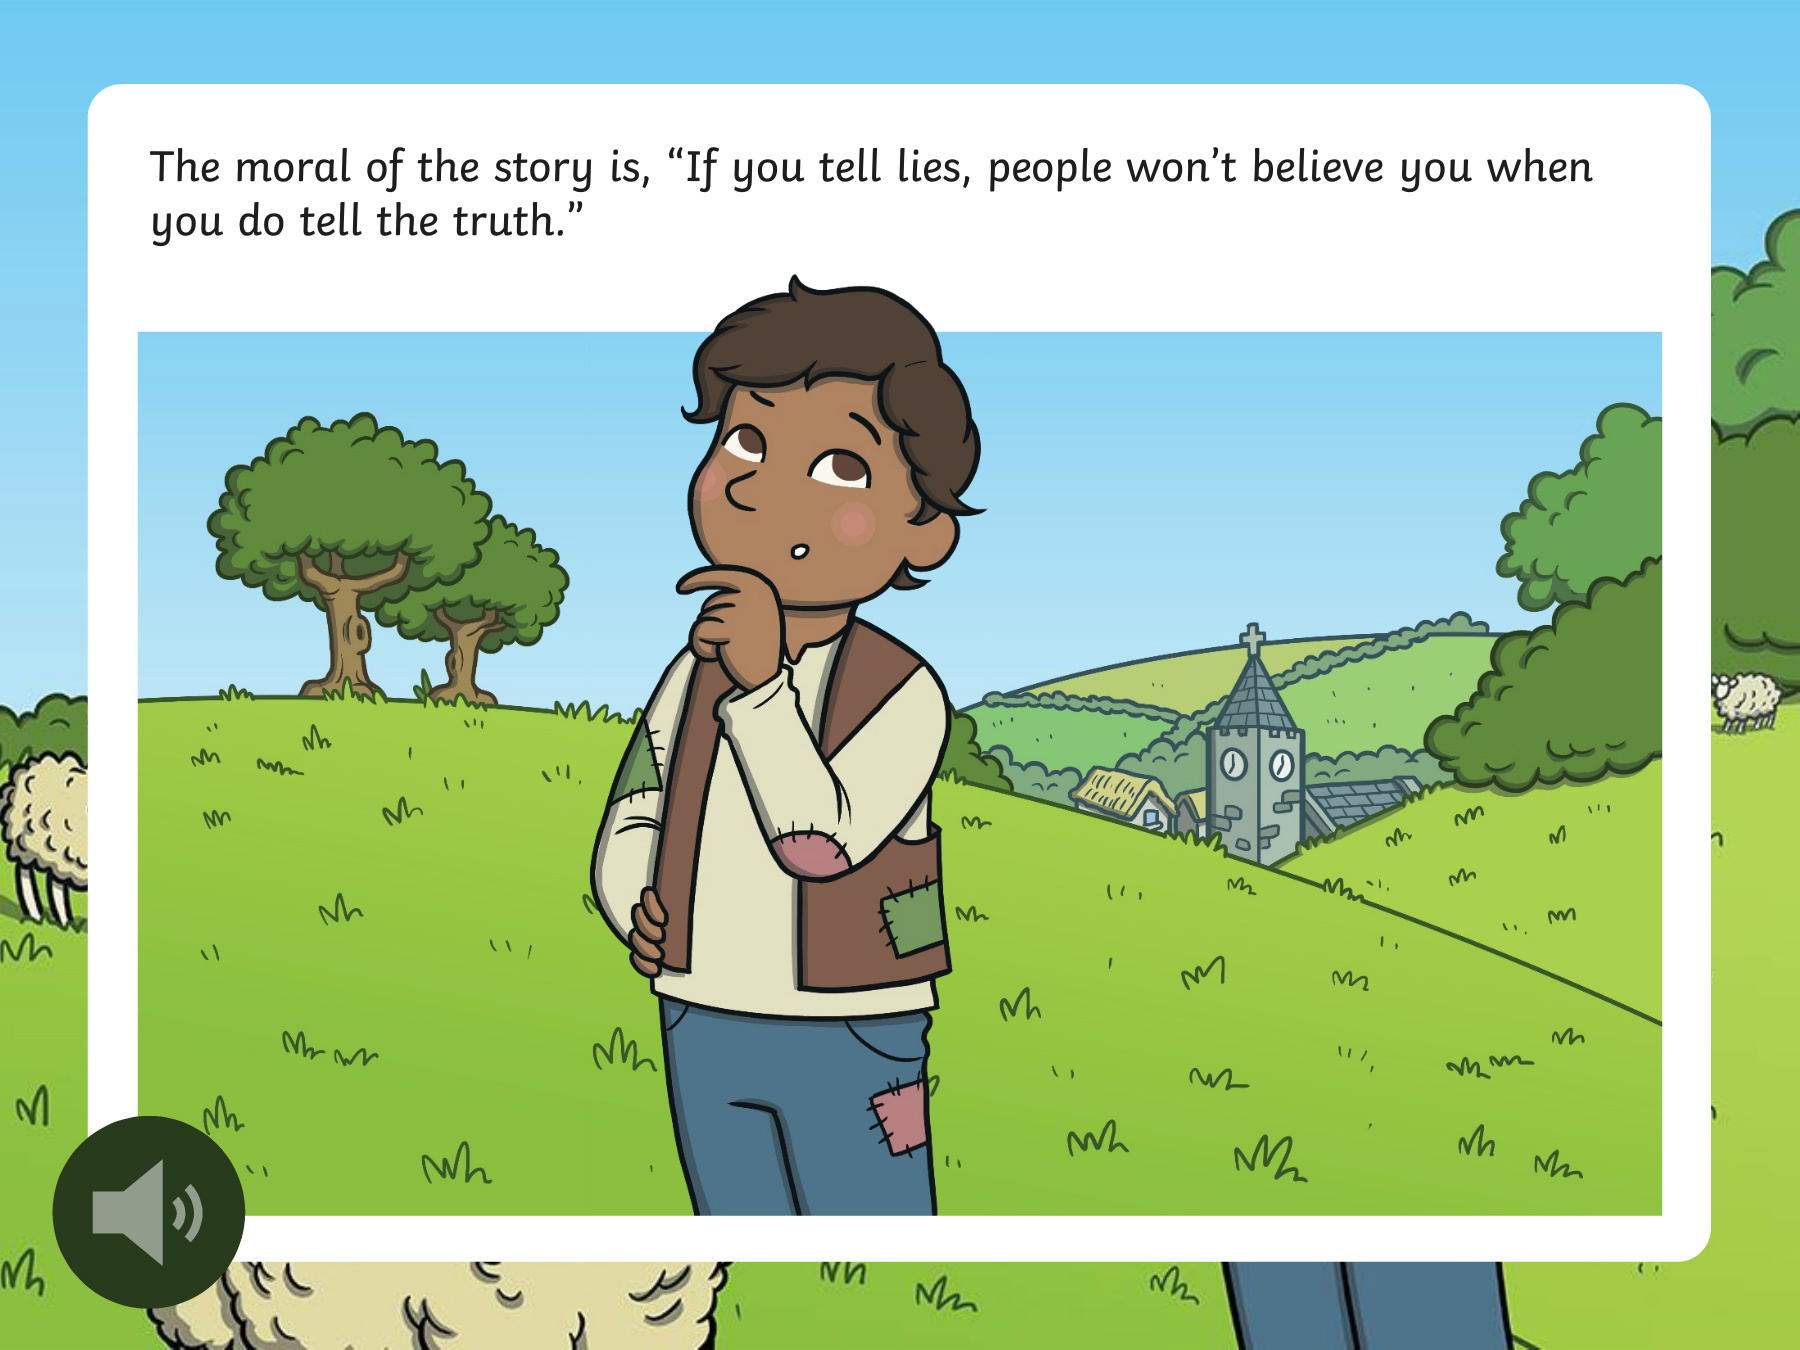 The moral of the story is, “If you tell lies, people won’t believe you when
you do tell the truth.”